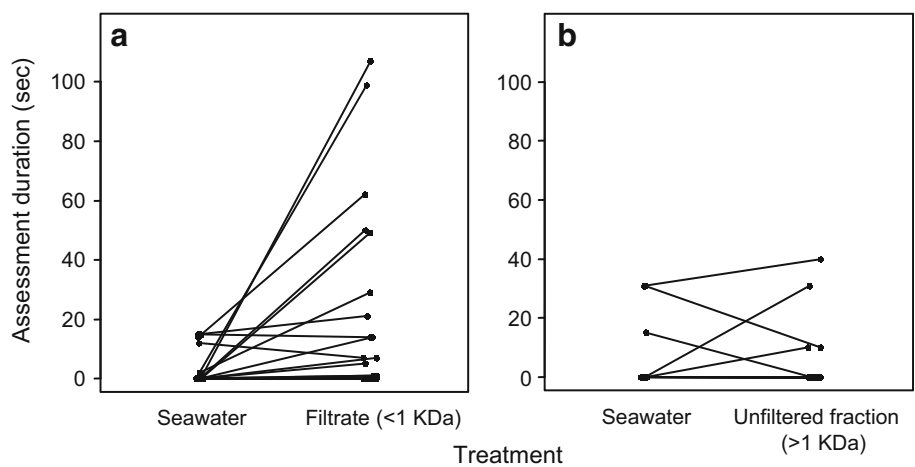 a
b
Assessment duration (sec)
100
80
60
40
20
0
100
80
60
40
20
0
Seawater
Filtrate (<1 KDa)
Seawater
Unfiltered fraction
(>1 KDa)
Treatment